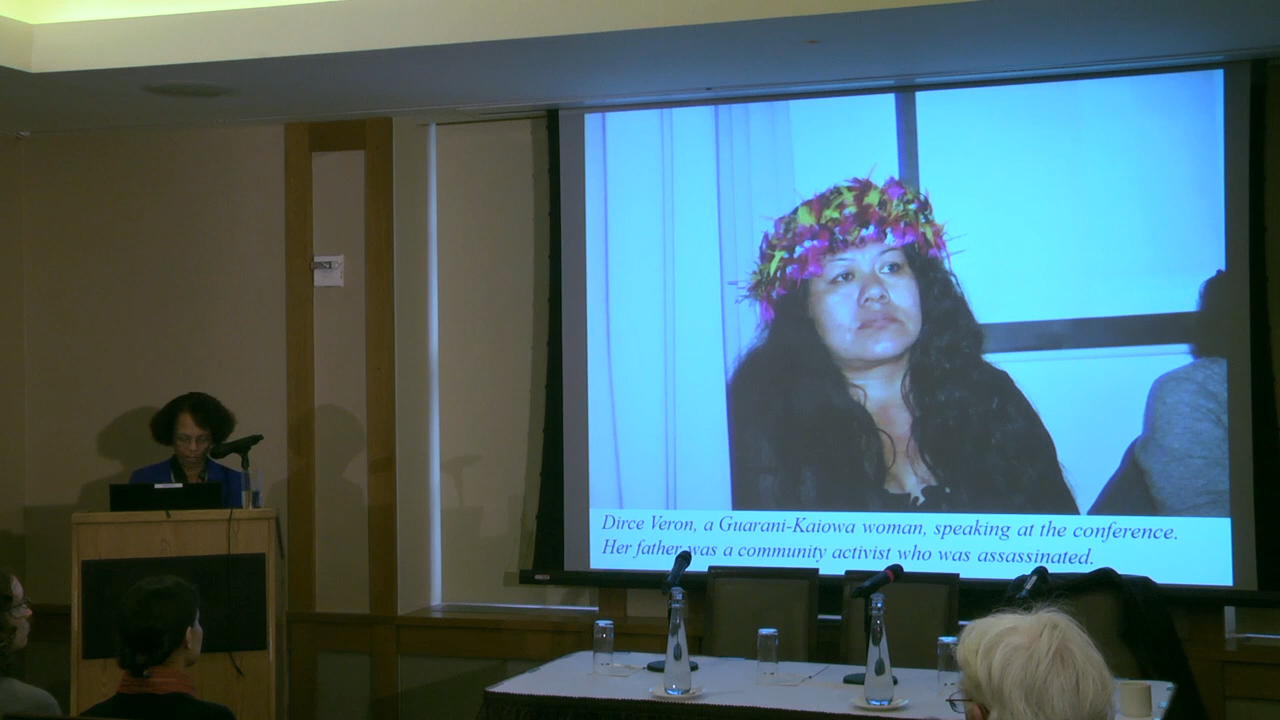 Dirce Veron, a Guarani-Kaiowa woman, speaking at the conference.
Her father was a community activist who was assassinated.